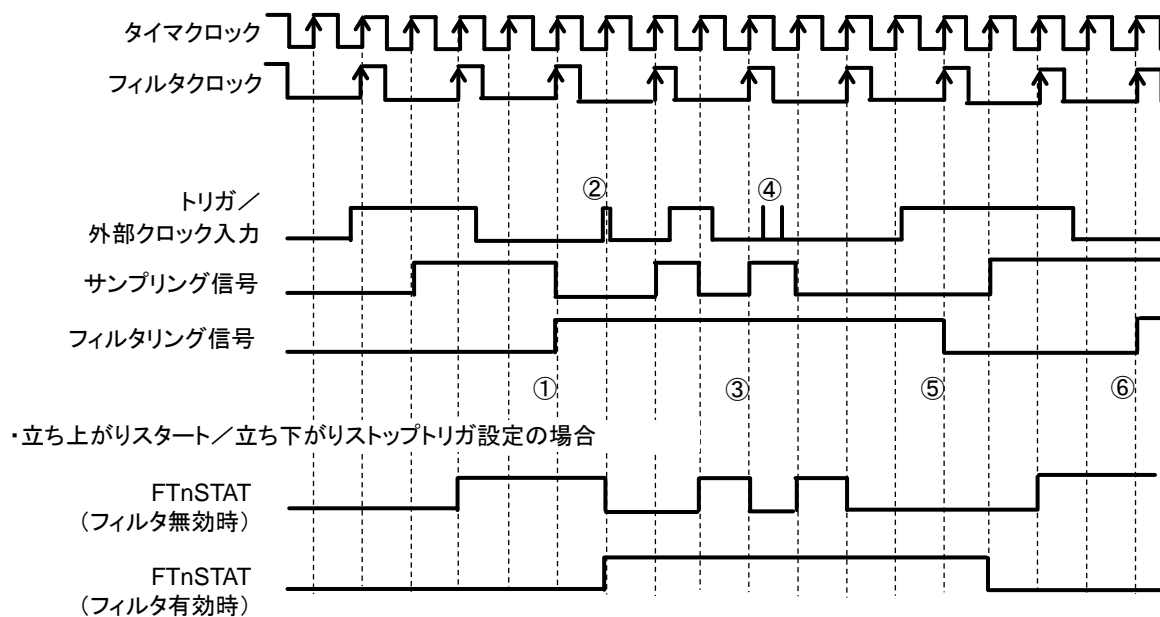 タイマクロック
フィルタクロック
② ④
トリガ／
外部クロック入力
サンプリング信号
フィルタリング信号
① ③ ⑤ ⑥
・立ち上がりスタート／立ち下がりストップトリガ設定の場合
FTnSTAT
（フィルタ無効時）
FTnSTAT
（フィルタ有効時）